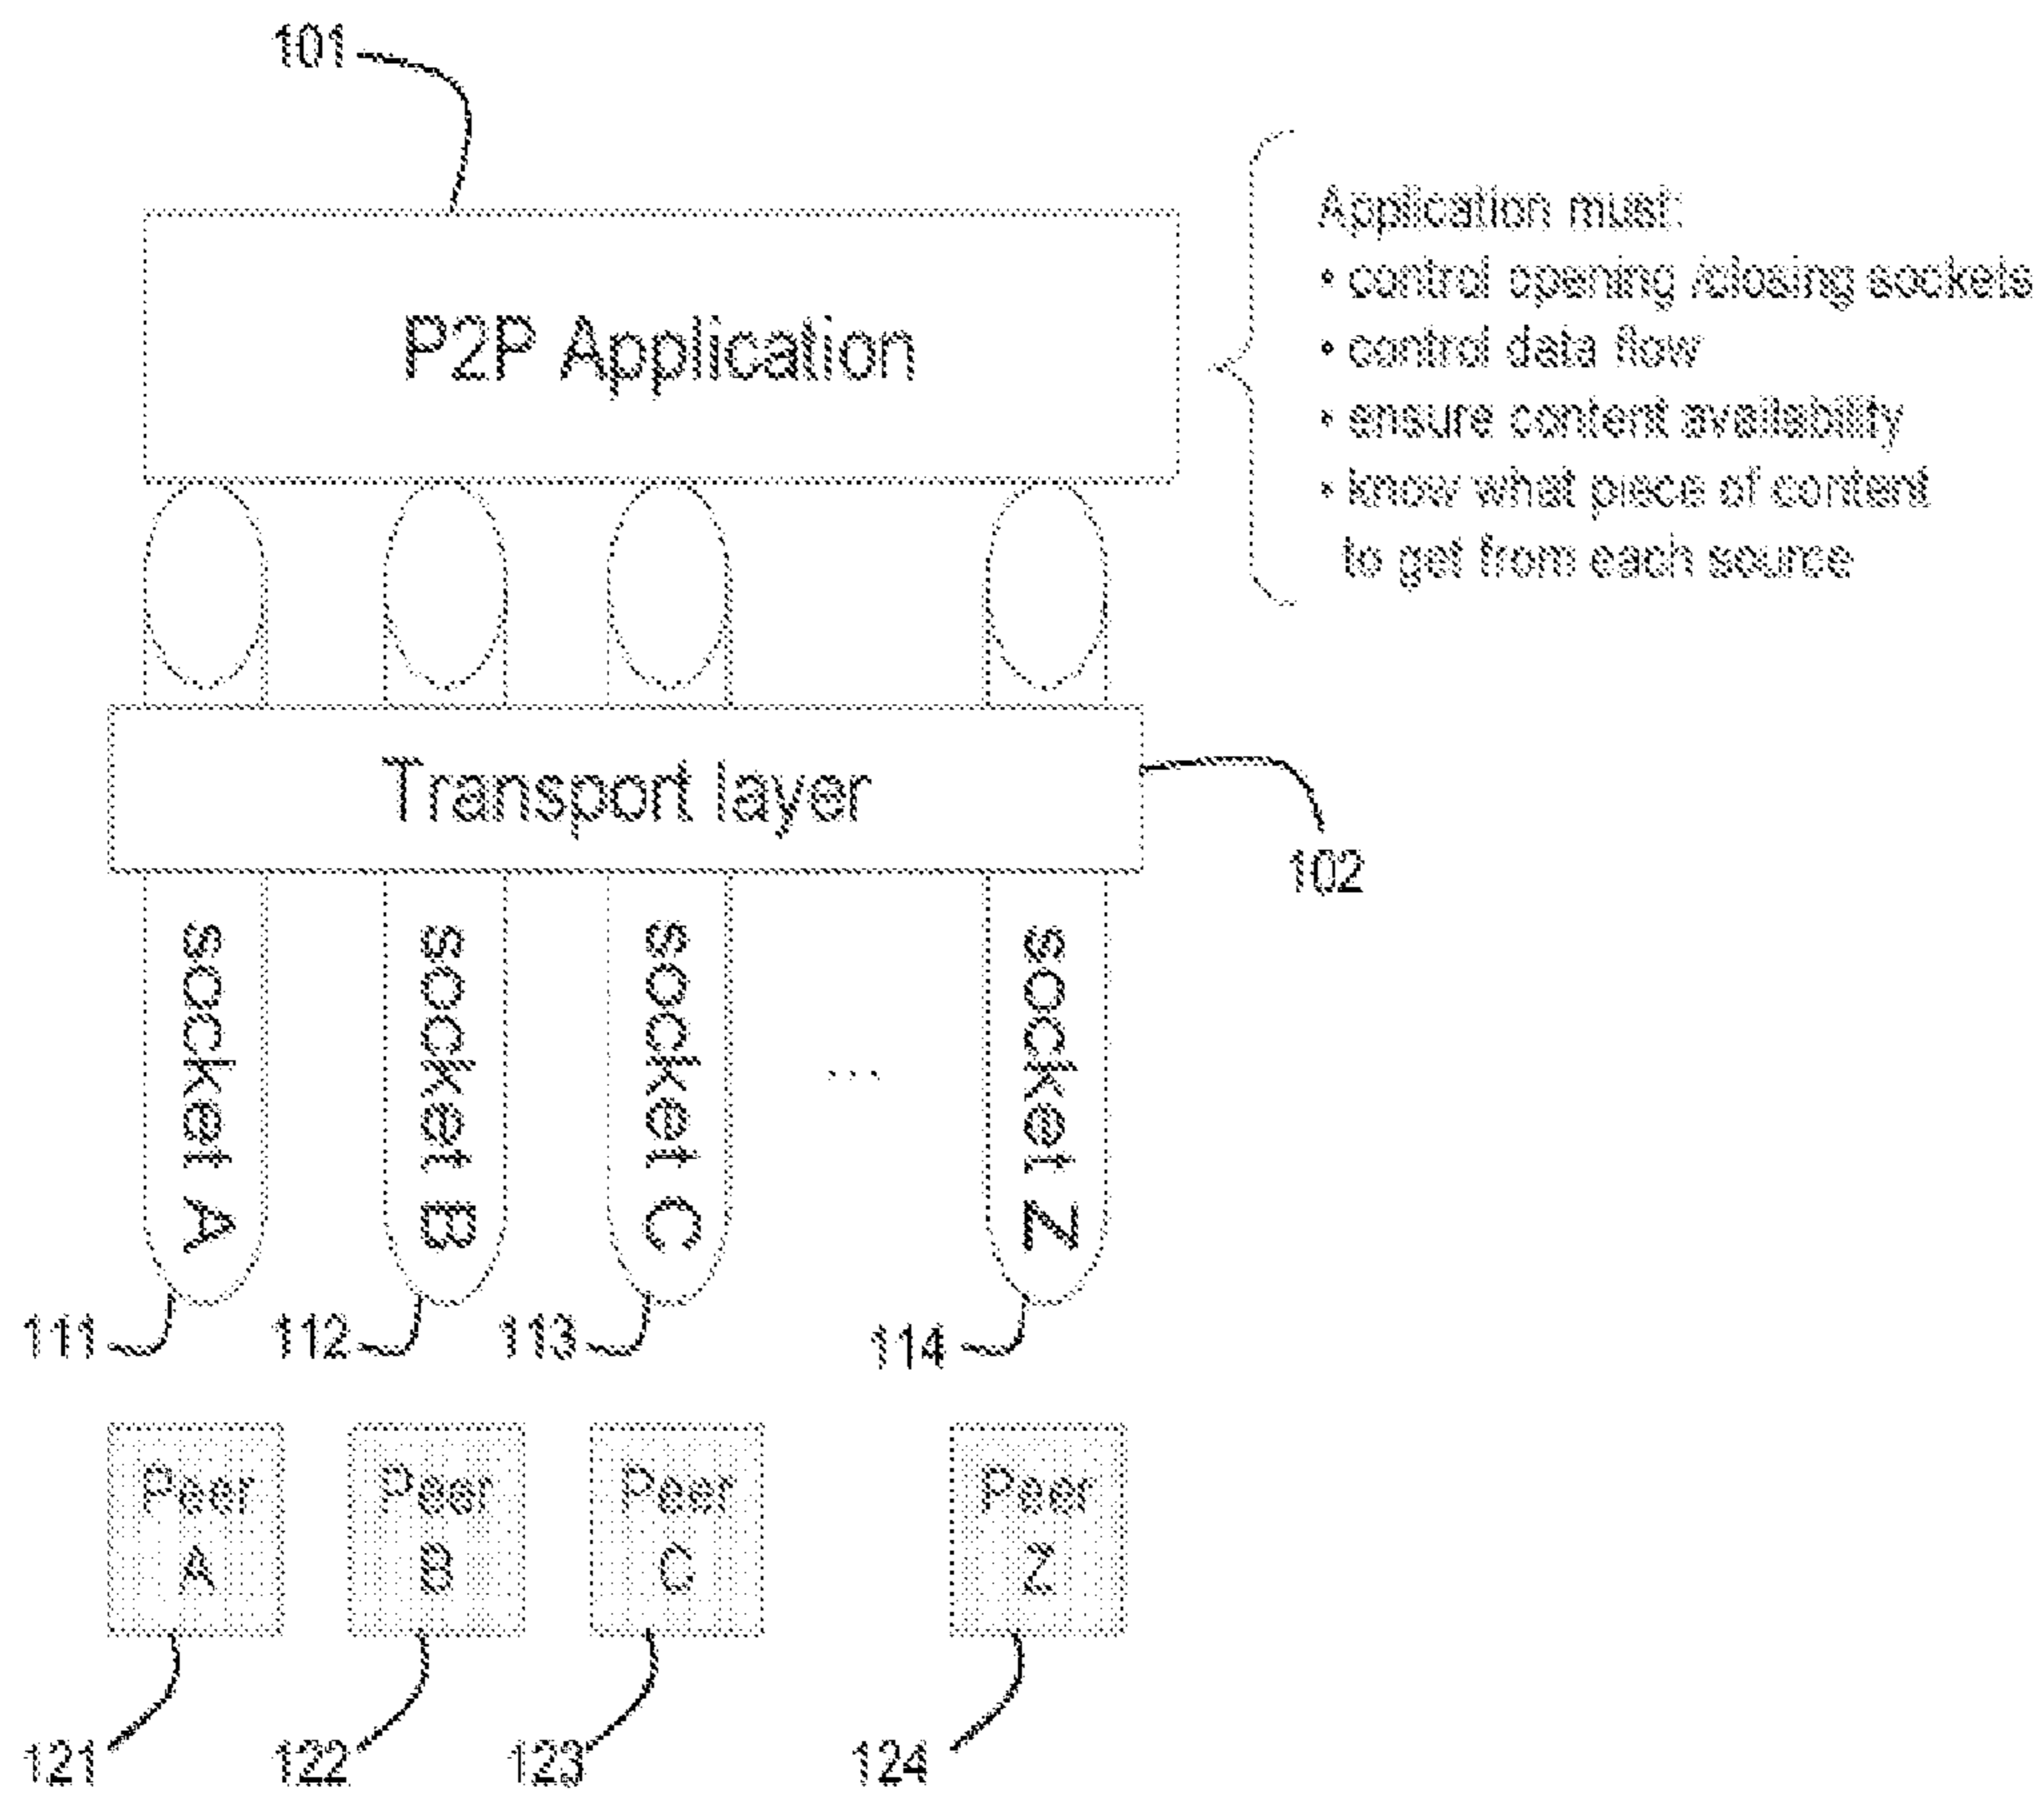 101
Application must:
• control opening /closing sockets
• control data flow
• ensure content availability
• know what piece of content
to get from each source
P2P Application
Transport layer
102
socket A
socket B
socket C
...
socket Z
111
112
113
114
Peer
A
Peer
B
Peer
C
Peer
Z
121
122
123
124